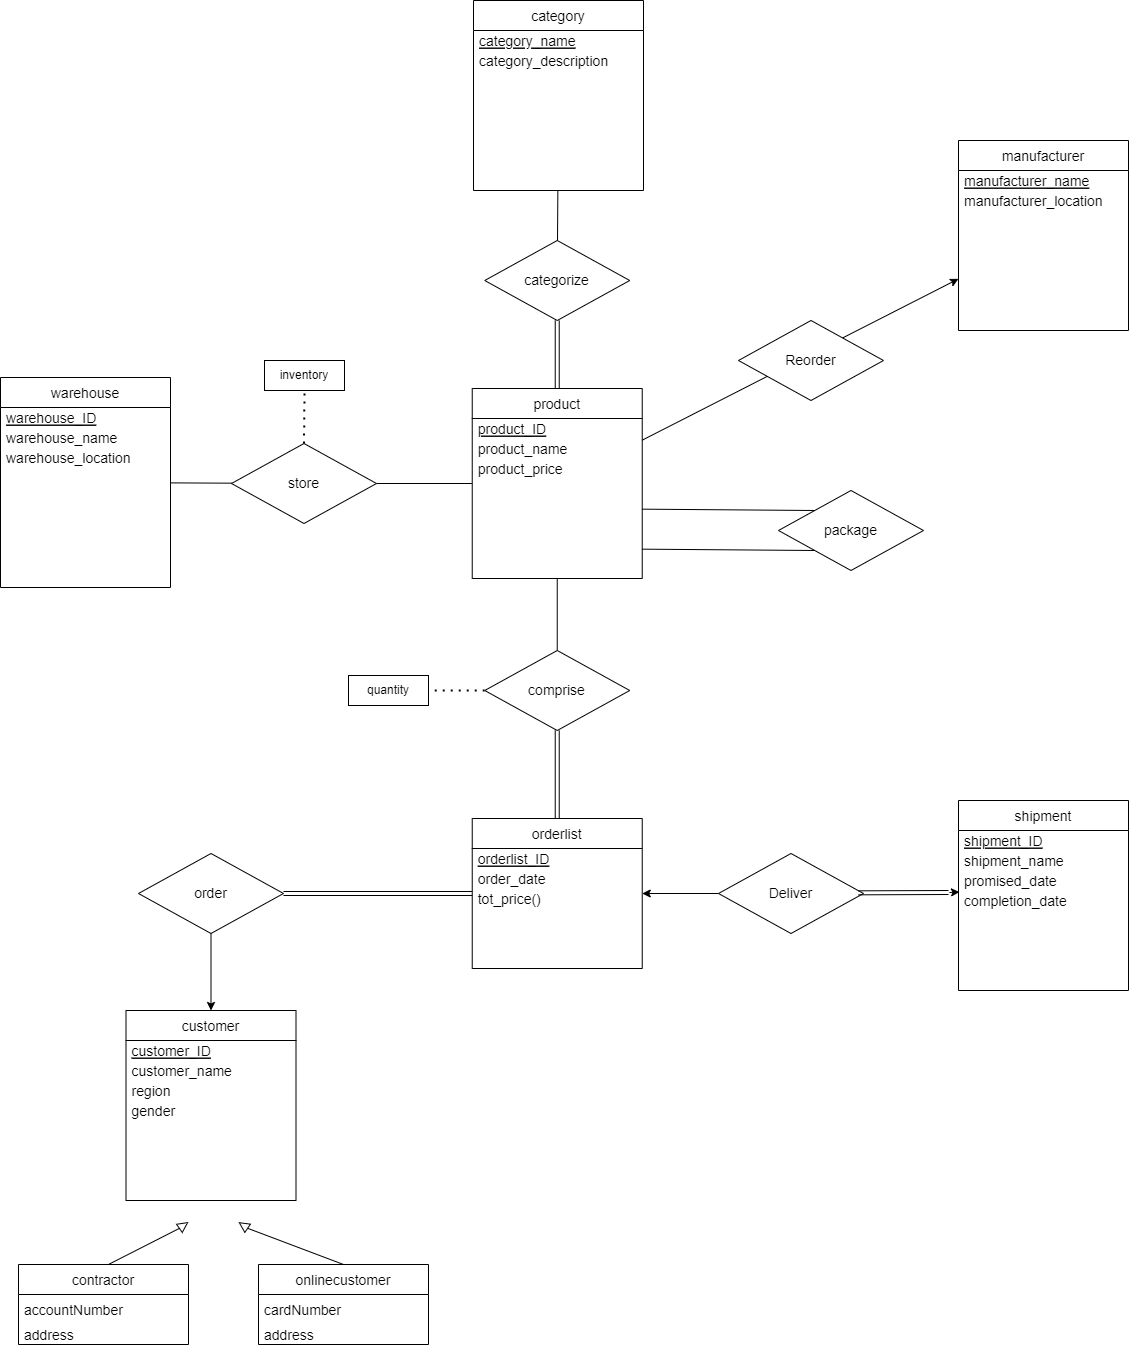 category
category_name
category_description
manufacturer
manufacturer_name
manufacturer_location
categorize
Reorder
inventory
warehouse
warehouse_ID
warehouse_name
warehouse_location
store
product
product_ID
product_name
product_price
package
quantity
comprise
orderlist
orderlist_ID
order_date
tot_price()
order
Deliver
shipment
shipment_ID
shipment_name
promised_date
completion_date
customer
customer_ID
customer_name
region
gender
contractor
accountNumber
address
onlinecustomer
cardNumber
address